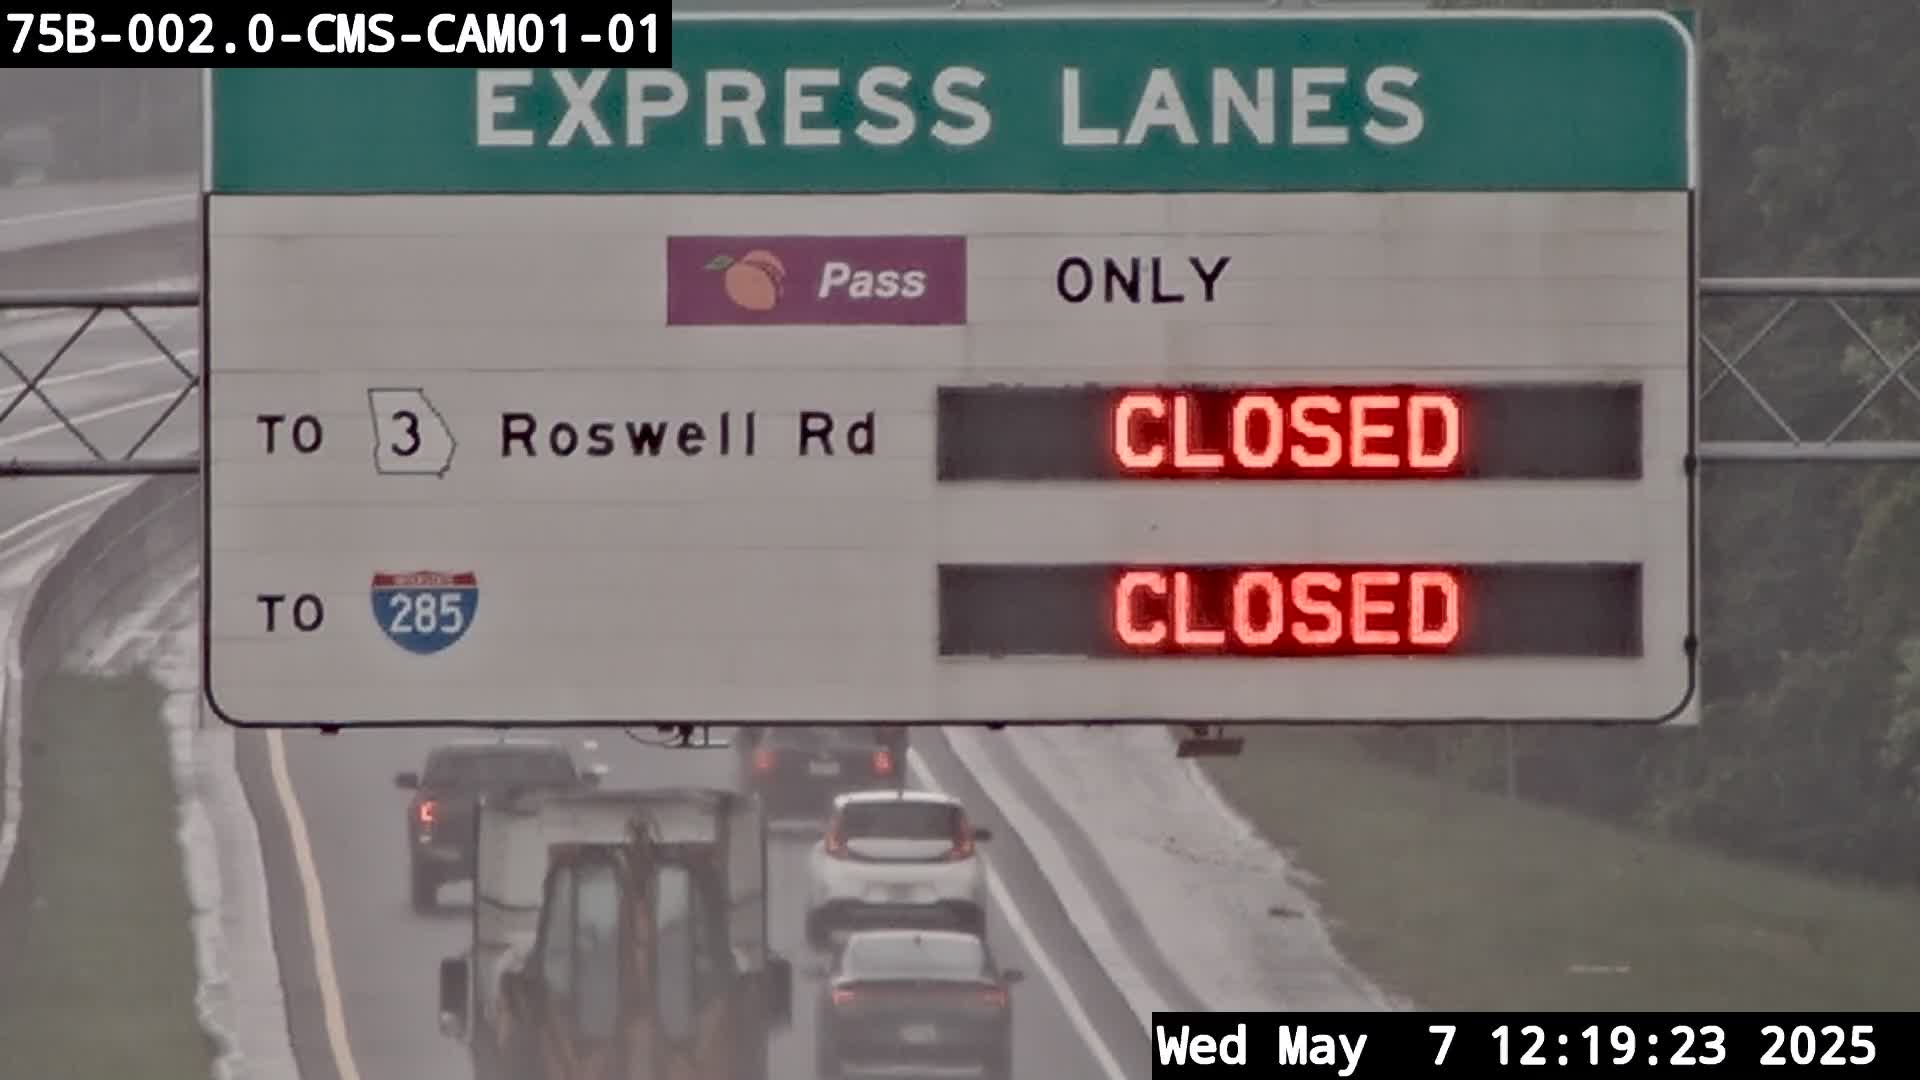 75B-002.0-CMS-CAM01-01
EXPRESS LANES
Pass ONLY
TO 3 Roswell Rd CLOSED
TO 285 CLOSED
Wed May 7 12:19:23 2025